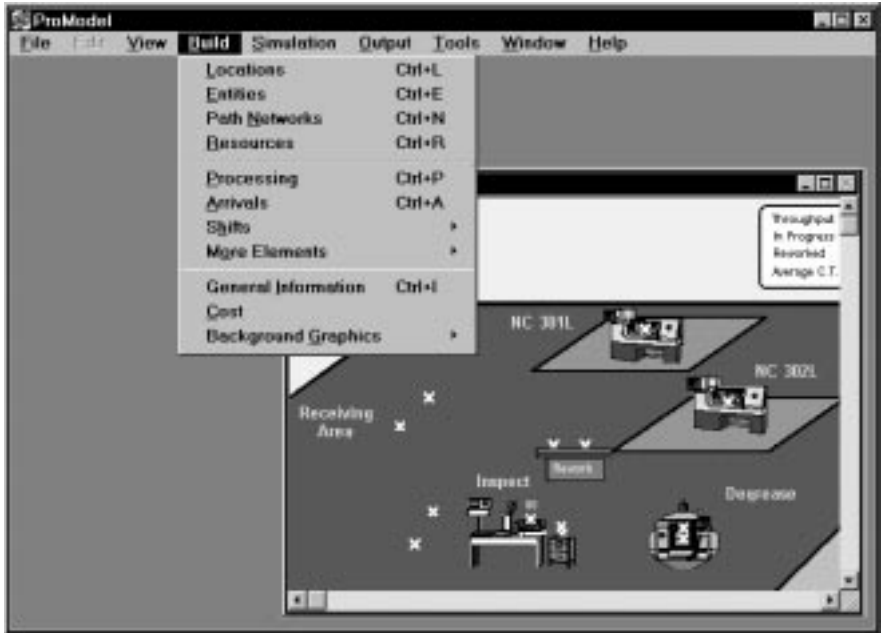 ProModel
File Edit View Build Simulation Output Tools Window Help
Locations Ctrl+L
Entities Ctrl+E
Path Networks Ctrl+N
Resources Ctrl+R
Processing Ctrl+P
Arrivals Ctrl+A
Shifts
More Elements
General Information Ctrl+I
Cost
Background Graphics
Throughput
In Progress
Reworked
Average C.T.
NC 301L
NC 302L
Receiving
Area
Rework
Inspect
Degrease